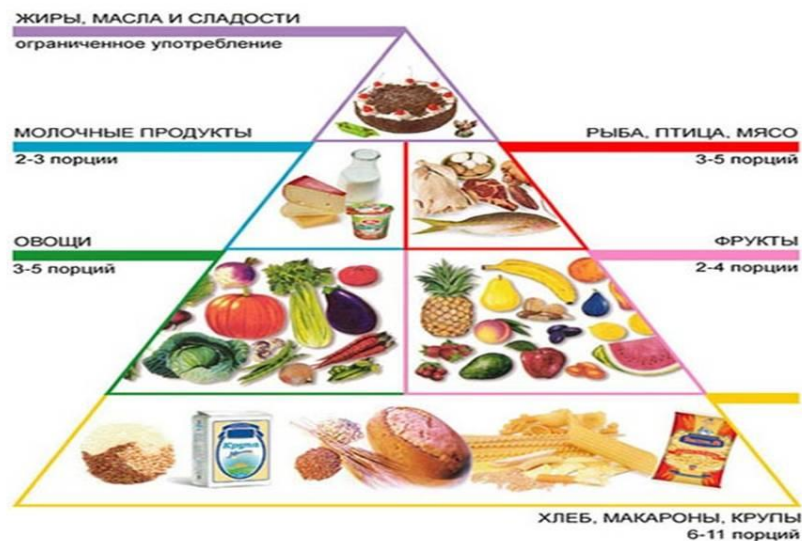 ЖИРЫ, МАСЛА И СЛАДОСТИ
ограниченное употребление
МОЛОЧНЫЕ ПРОДУКТЫ
2-3 порции
РЫБА, ПТИЦА, МЯСО
3-5 порций
ОВОЩИ
3-5 порций
ФРУКТЫ
2-4 порции
Крупа
ХЛЕБ, МАКАРОНЫ, КРУПЫ
6-11 порций